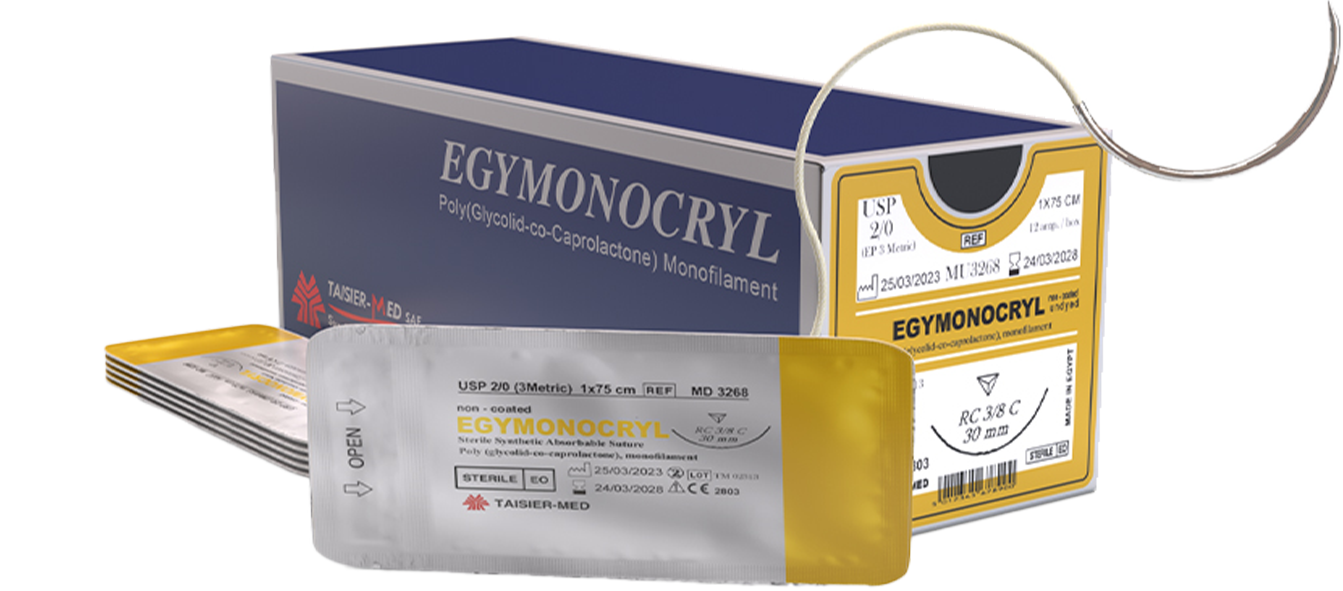 EGYMONOCRYL
Poly(Glycolid-co-Caprolactone) Monofilament
TAISIER-MED SAE
USP
2/0
(EP 3 Metric)
1X75 CM
12 amp. / box
REF
25/03/2023 MU3268 24/03/2028
EGYMONOCRYL non - coated
undyed
monofilament
RC 3/8 C
30 mm
MADE IN EGYPT
STERILE EO
USP 2/0 (3Metric) 1x75 cm REF MD 3268
non - coated
EGYMONOCRYL
Sterile Synthetic Absorbable Suture
Poly (glycolid-co-caprolactone), monofilament
RC 3/8 C
30 mm
OPEN
STERILE EO
25/03/2023 LOT
24/03/2028 CE 2803
TAISIER-MED